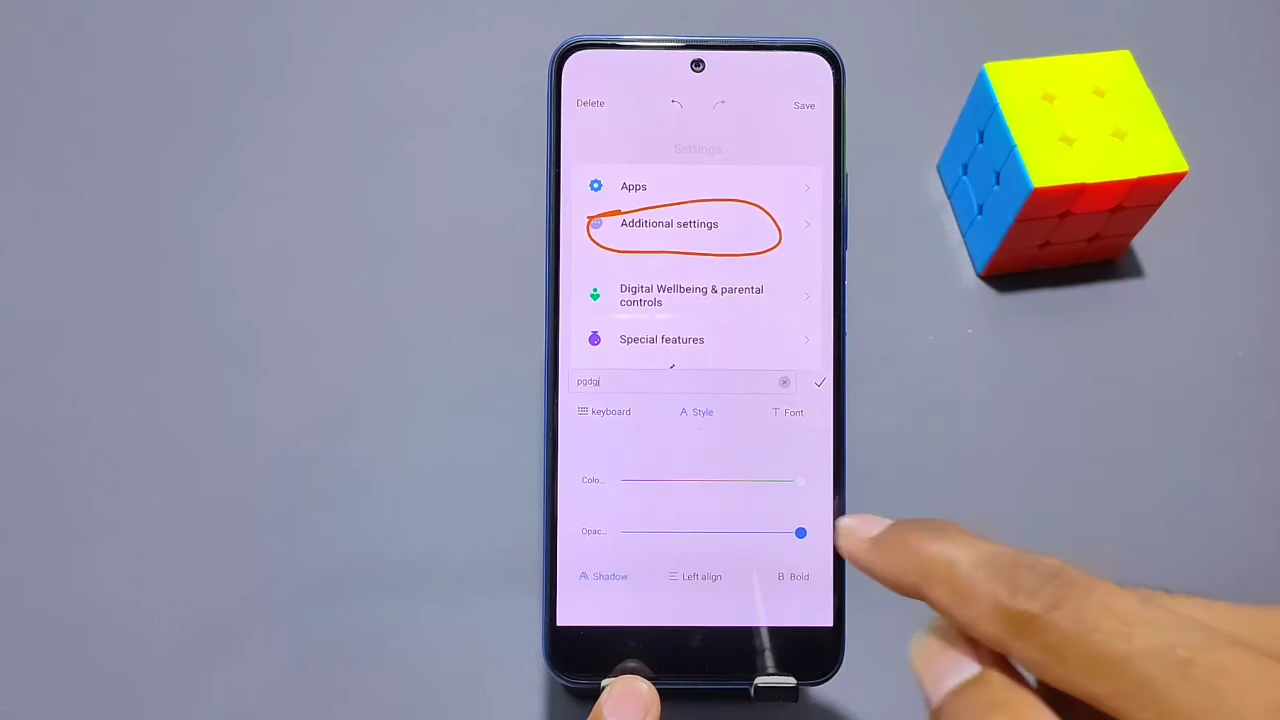 Delete
Save
Settings
Apps
Additional settings
Digital Wellbeing & parental
controls
Special features
pgdgj
keyboard
Style
Font
Colo...
Opac...
Shadow
Left align
B Bold